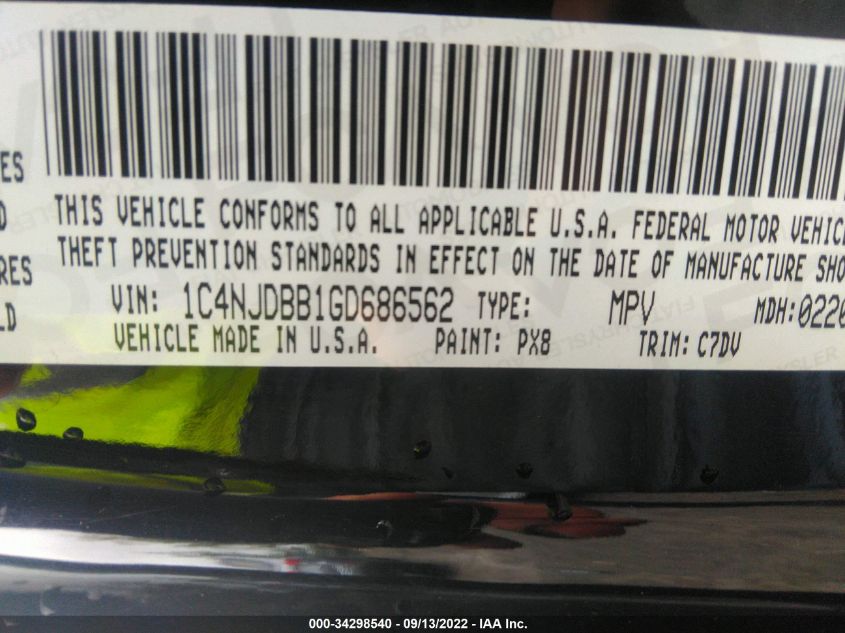 ES
THIS VEHICLE CONFORMS TO ALL APPLICABLE U.S.A. FEDERAL MOTOR VEHICL
D
THEFT PREVENTION STANDARDS IN EFFECT ON THE DATE OF MANUFACTURE SHO
RES
VIN: 1C4NJDBB1GD686562 TYPE: MPV MDH:0220
LD
VEHICLE MADE IN U.S.A. PAINT: PX8 TRIM: C7DV
000-34298540 - 09/13/2022 - IAA Inc.